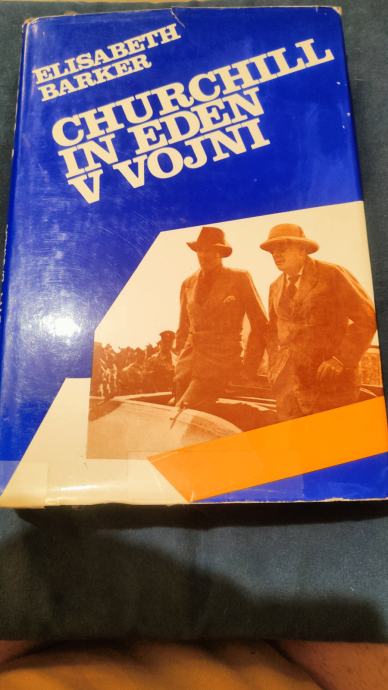 ELISABETH
BARKER
CHURCHILL
IN EDEN
V VOJNI